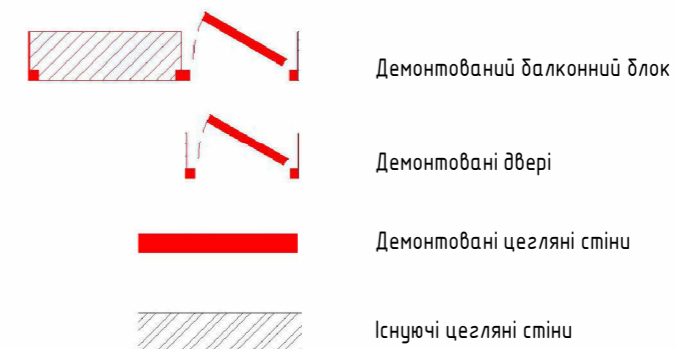 Демонтований балконний блок
Демонтовані двері
Демонтовані цегляні стіни
Існуючі цегляні стіни